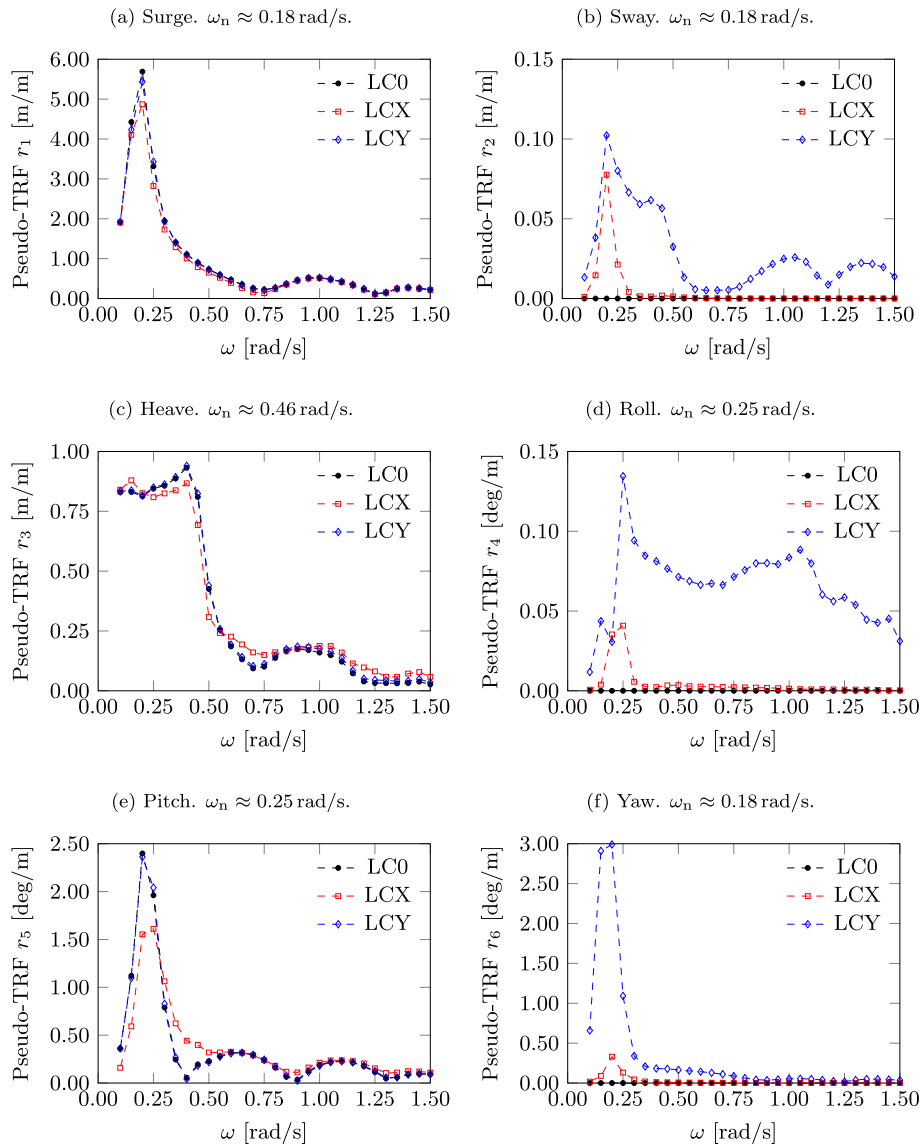 (a) Surge. ωn ≈ 0.18 rad/s.
Pseudo-TRF r1 [m/m]
6.00
5.00
4.00
3.00
2.00
1.00
0.00
LC0
LCX
LCY
0.00 0.25 0.50 0.75 1.00 1.25 1.50
ω [rad/s]
(b) Sway. ωn ≈ 0.18 rad/s.
Pseudo-TRF r2 [m/m]
0.15
0.10
0.05
0.00
LC0
LCX
LCY
0.00 0.25 0.50 0.75 1.00 1.25 1.50
ω [rad/s]
(c) Heave. ωn ≈ 0.46 rad/s.
Pseudo-TRF r3 [m/m]
1.00
0.75
0.50
0.25
0.00
LC0
LCX
LCY
0.00 0.25 0.50 0.75 1.00 1.25 1.50
ω [rad/s]
(d) Roll. ωn ≈ 0.25 rad/s.
Pseudo-TRF r4 [deg/m]
0.15
0.10
0.05
0.00
LC0
LCX
LCY
0.00 0.25 0.50 0.75 1.00 1.25 1.50
ω [rad/s]
(e) Pitch. ωn ≈ 0.25 rad/s.
Pseudo-TRF r5 [deg/m]
2.50
2.00
1.50
1.00
0.50
0.00
LC0
LCX
LCY
0.00 0.25 0.50 0.75 1.00 1.25 1.50
ω [rad/s]
(f) Yaw. ωn ≈ 0.18 rad/s.
Pseudo-TRF r6 [deg/m]
3.00
2.00
1.00
0.00
LC0
LCX
LCY
0.00 0.25 0.50 0.75 1.00 1.25 1.50
ω [rad/s]